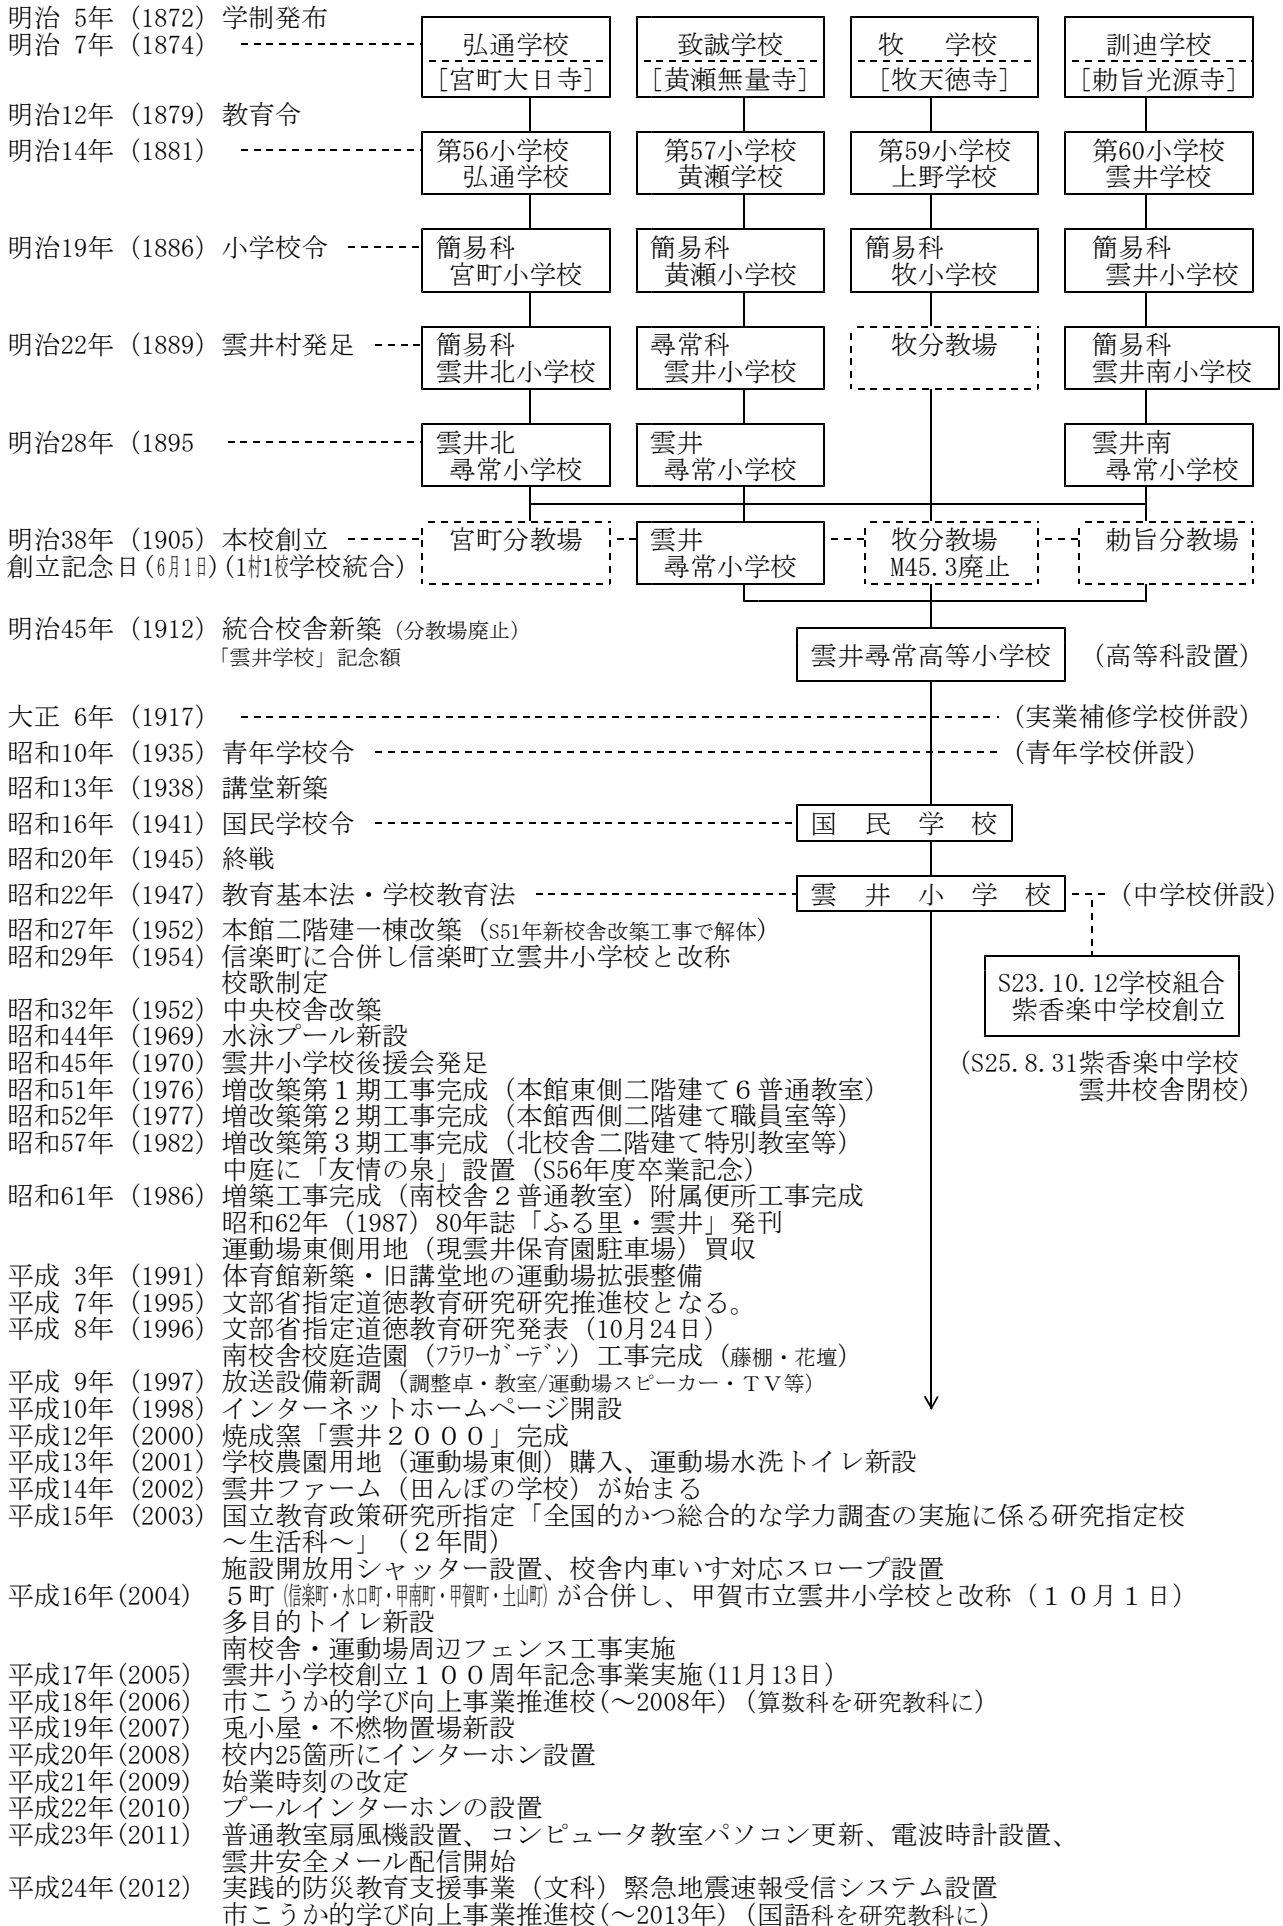 明治 5年（1872）学制発布
明治 7年（1874） 弘通学校 致誠学校 牧 学校 訓迪学校
[宮町大日寺] [黄瀬無量寺] [牧天徳寺] [勅旨光源寺]
明治12年（1879）教育令
明治14年（1881） 第56小学校 第57小学校 第59小学校 第60小学校
弘通学校 黄瀬学校 上野学校 雲井学校
明治19年（1886）小学校令 簡易科 簡易科 簡易科 簡易科
宮町小学校 黄瀬小学校 牧小学校 雲井小学校
明治22年（1889）雲井村発足 簡易科 尋常科 牧分教場 簡易科
雲井北小学校 雲井小学校 雲井南小学校
明治28年（1895 雲井北 雲井 雲井南
尋常小学校 尋常小学校 尋常小学校
明治38年（1905）本校創立 宮町分教場 雲井 牧分教場 勅旨分教場
創立記念日(6月1日)(1村1校学校統合) 尋常小学校 M45.3廃止
明治45年（1912）統合校舎新築（分教場廃止）
「雲井学校」記念額 雲井尋常高等小学校 （高等科設置）
大正 6年（1917） （実業補修学校併設）
昭和10年（1935）青年学校令 （青年学校併設）
昭和13年（1938）講堂新築
昭和16年（1941）国民学校令 国 民 学 校
昭和20年（1945）終戦
昭和22年（1947）教育基本法・学校教育法 雲 井 小 学 校 （中学校併設）
昭和27年（1952）本館二階建一棟改築（S51年新校舎改築工事で解体）
昭和29年（1954）信楽町に合併し信楽町立雲井小学校と改称
校歌制定 S23.10.12学校組合
昭和32年（1952）中央校舎改築 紫香楽中学校創立
昭和44年（1969）水泳プール新設
昭和45年（1970）雲井小学校後援会発足 （S25.8.31紫香楽中学校
昭和51年（1976）増改築第１期工事完成（本館東側二階建て６普通教室） 雲井校舎閉校）
昭和52年（1977）増改築第２期工事完成（本館西側二階建て職員室等）
昭和57年（1982）増改築第３期工事完成（北校舎二階建て特別教室等）
中庭に「友情の泉」設置（S56年度卒業記念）
昭和61年（1986）増築工事完成（南校舎２普通教室）附属便所工事完成
昭和62年（1987）80年誌「ふる里・雲井」発刊
運動場東側用地（現雲井保育園駐車場）買収
平成 3年（1991）体育館新築・旧講堂地の運動場拡張整備
平成 7年（1995）文部省指定道徳教育研究研究推進校となる。
平成 8年（1996）文部省指定道徳教育研究発表（10月24日）
南校舎校庭造園（ﾌﾗﾜｰｶﾞｰﾃﾞﾝ）工事完成（藤棚・花壇）
平成 9年（1997）放送設備新調（調整卓・教室/運動場スピーカー・ＴＶ等）
平成10年（1998）インターネットホームページ開設
平成12年（2000）焼成窯「雲井２０００」完成
平成13年（2001）学校農園用地（運動場東側）購入、運動場水洗トイレ新設
平成14年（2002）雲井ファーム（田んぼの学校）が始まる
平成15年（2003）国立教育政策研究所指定「全国的かつ総合的な学力調査の実施に係る研究指定校
～生活科～」（２年間）
施設開放用シャッター設置、校舎内車いす対応スロープ設置
平成16年(2004) ５町(信楽町・水口町・甲南町・甲賀町・土山町)が合併し、甲賀市立雲井小学校と改称（１０月１日）
多目的トイレ新設
南校舎・運動場周辺フェンス工事実施
平成17年(2005) 雲井小学校創立１００周年記念事業実施(11月13日)
平成18年(2006) 市こうか的学び向上事業推進校(～2008年)（算数科を研究教科に）
平成19年(2007) 兎小屋・不燃物置場新設
平成20年(2008) 校内25箇所にインターホン設置
平成21年(2009) 始業時刻の改定
平成22年(2010) プールインターホンの設置
平成23年(2011) 普通教室扇風機設置、コンピュータ教室パソコン更新、電波時計設置、
雲井安全メール配信開始
平成24年(2012) 実践的防災教育支援事業（文科）緊急地震速報受信システム設置
市こうか的学び向上事業推進校(～2013年)（国語科を研究教科に）